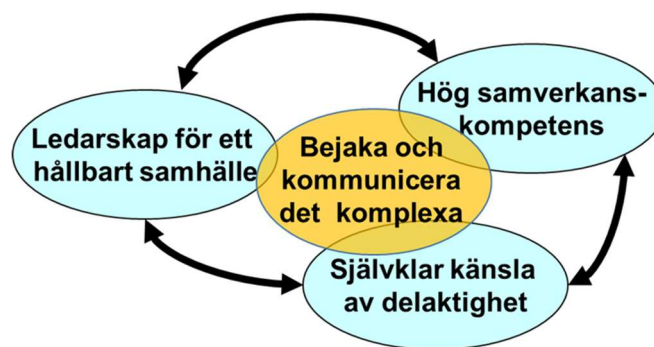 Ledarskap för ett
hållbart samhälle
Hög samverkans-
kompetens
Bejaka och
kommunicera
det komplexa
Självklar känsla
av delaktighet